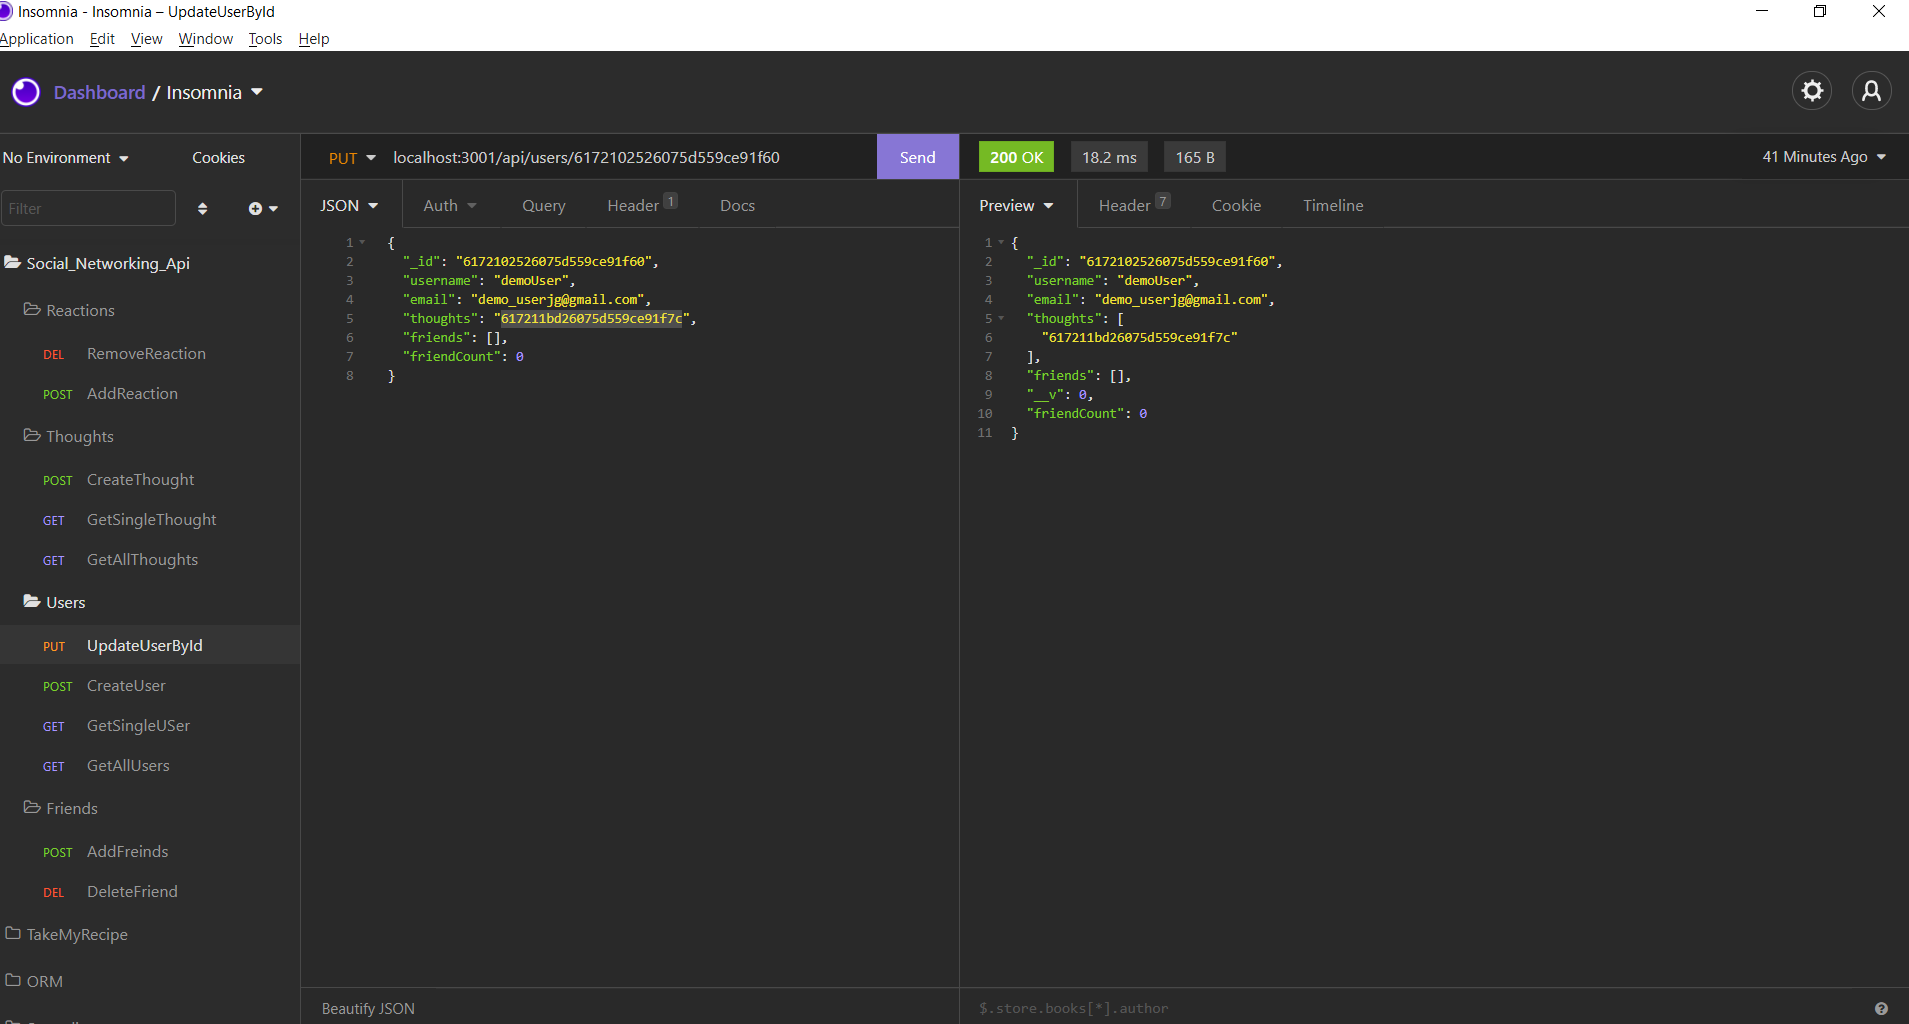 Insomnia - Insomnia – UpdateUserById
Application Edit View Window Tools Help
Dashboard / Insomnia
No Environment Cookies
Filter
Social_Networking_Api
Reactions
DEL RemoveReaction
POST AddReaction
Thoughts
POST CreateThought
GET GetSingleThought
GET GetAllThoughts
Users
PUT UpdateUserById
POST CreateUser
GET GetSingleUSer
GET GetAllUsers
Friends
POST AddFreinds
DEL DeleteFriend
TakeMyRecipe
ORM
PUT localhost:3001/api/users/6172102526075d559ce91f60 Send
JSON Auth Query Header 1 Docs
1 {
2 "_id": "6172102526075d559ce91f60",
3 "username": "demoUser",
4 "email": "demo_userjg@gmail.com",
5 "thoughts": "617211bd26075d559ce91f7c",
6 "friends": [],
7 "friendCount": 0
8 }
Beautify JSON
200 OK 18.2 ms 165 B 41 Minutes Ago
Preview Header 7 Cookie Timeline
1 {
2 "_id": "6172102526075d559ce91f60",
3 "username": "demoUser",
4 "email": "demo_userjg@gmail.com",
5 "thoughts": [
6 "617211bd26075d559ce91f7c"
7 ],
8 "friends": [],
9 "__v": 0,
10 "friendCount": 0
11 }
$.store.books[*].author